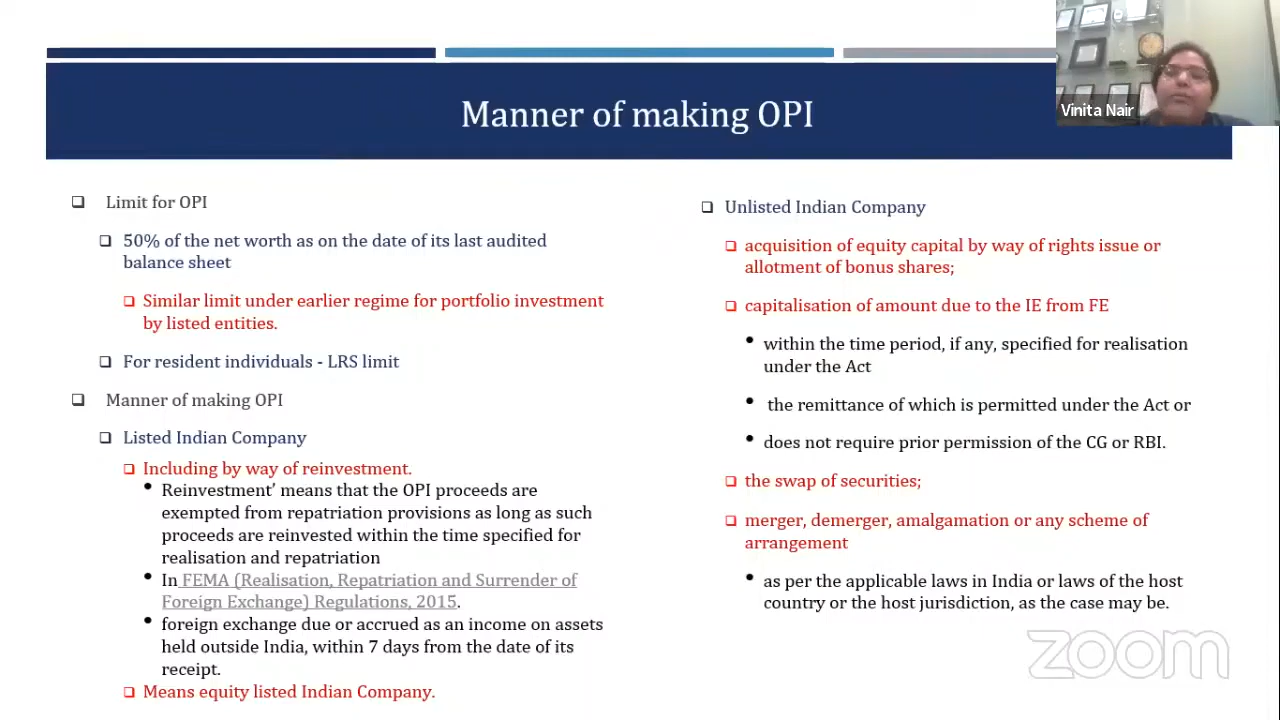 Manner of making OPI
Vinita Nair
Limit for OPI
50% of the net worth as on the date of its last audited
balance sheet
Similar limit under earlier regime for portfolio investment
by listed entities.
For resident individuals - LRS limit
Manner of making OPI
Listed Indian Company
Including by way of reinvestment.
Reinvestment’ means that the OPI proceeds are
exempted from repatriation provisions as long as such
proceeds are reinvested within the time specified for
realisation and repatriation
In FEMA (Realisation, Repatriation and Surrender of
Foreign Exchange) Regulations, 2015.
foreign exchange due or accrued as an income on assets
held outside India, within 7 days from the date of its
receipt.
Means equity listed Indian Company.
Unlisted Indian Company
acquisition of equity capital by way of rights issue or
allotment of bonus shares;
capitalisation of amount due to the IE from FE
within the time period, if any, specified for realisation
under the Act
the remittance of which is permitted under the Act or
does not require prior permission of the CG or RBI.
the swap of securities;
merger, demerger, amalgamation or any scheme of
arrangement
as per the applicable laws in India or laws of the host
country or the host jurisdiction, as the case may be.
zoom